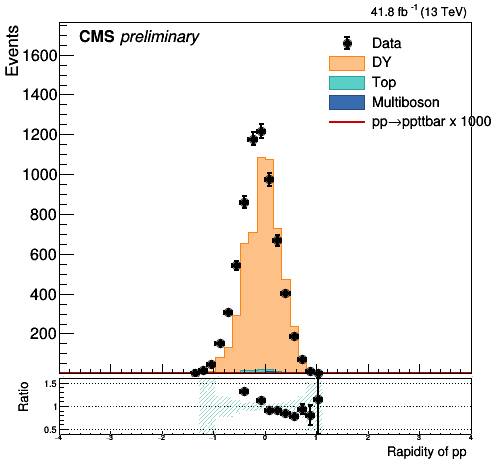 41.8 fb⁻¹ (13 TeV)
CMS preliminary
Events
1600
1400
1200
1000
800
600
400
200
Data
DY
Top
Multiboson
pp→ppttbar x 1000
Ratio
1.5
1
0.5
-4 -3 -2 -1 0 1 2 3 4
Rapidity of pp